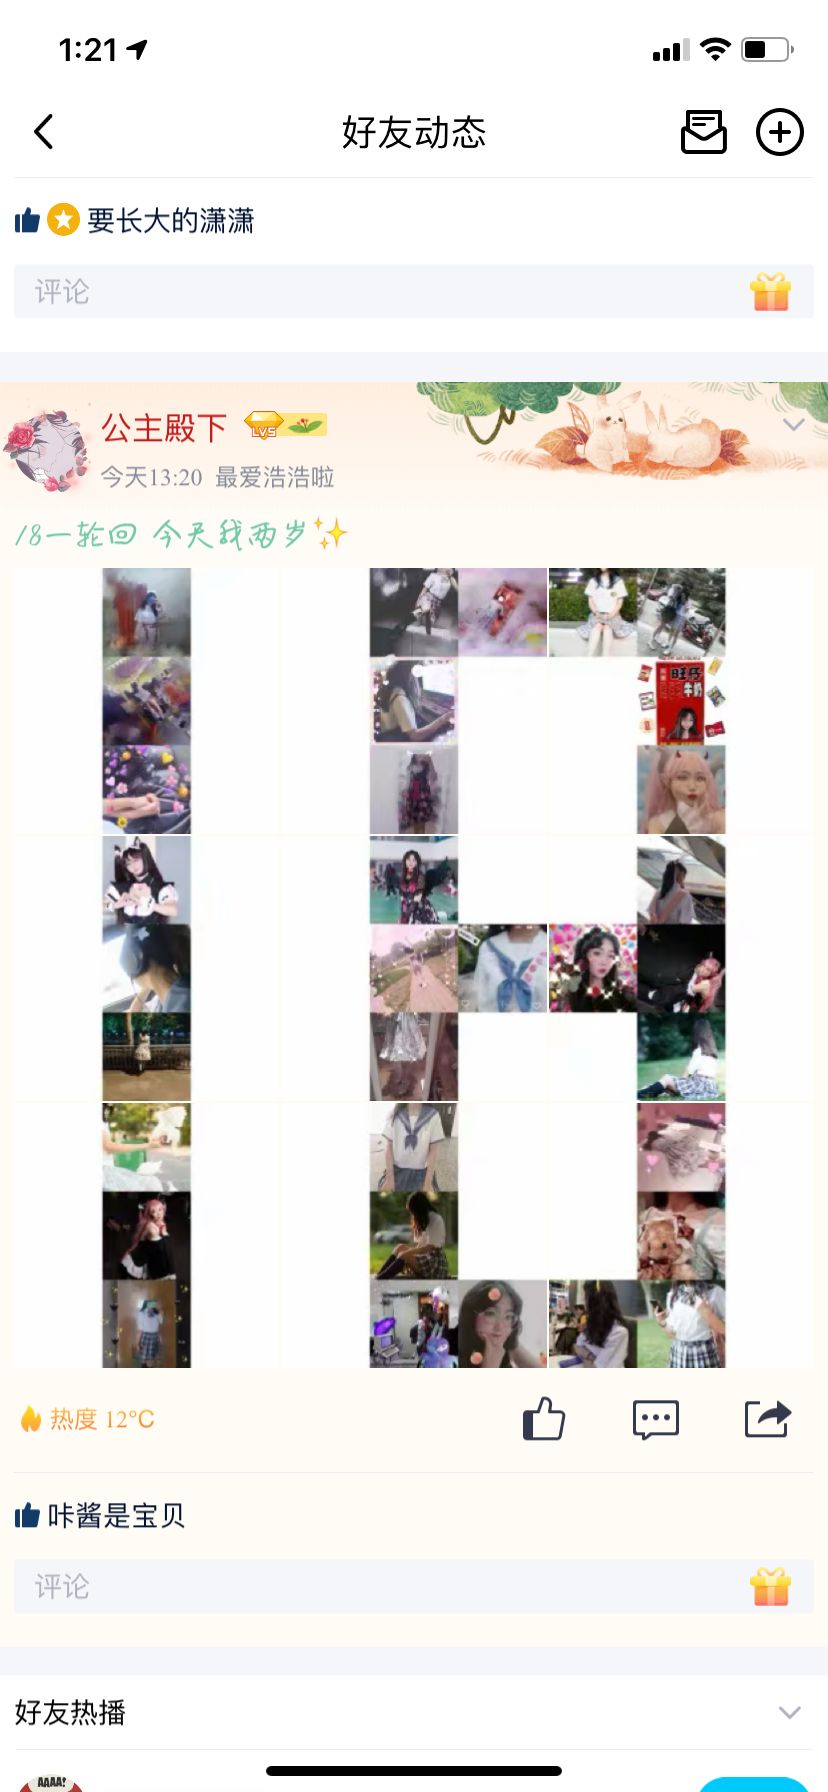 1:21
好友动态
要长大的潇潇
评论
公主殿下
LV5
今天13:20 最爱浩浩啦
18一轮回 今天我两岁✨
旺仔
牛奶
热度 12°C
咔酱是宝贝
评论
好友热播
AAAA!